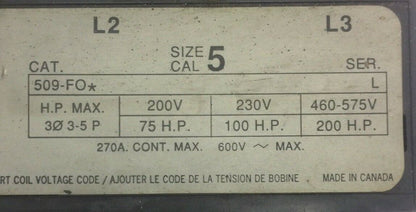 L2 L3
SIZE
CAT. CAL 5 SER.
509-FO* L
H.P. MAX. 200V 230V 460-575V
3Ø 3-5 P 75 H.P. 100 H.P. 200 H.P.
270A. CONT. MAX. 600V ~ MAX.
RT COIL VOLTAGE CODE / AJOUTER LE CODE DE LA TENSION DE BOBINE MADE IN CANADA